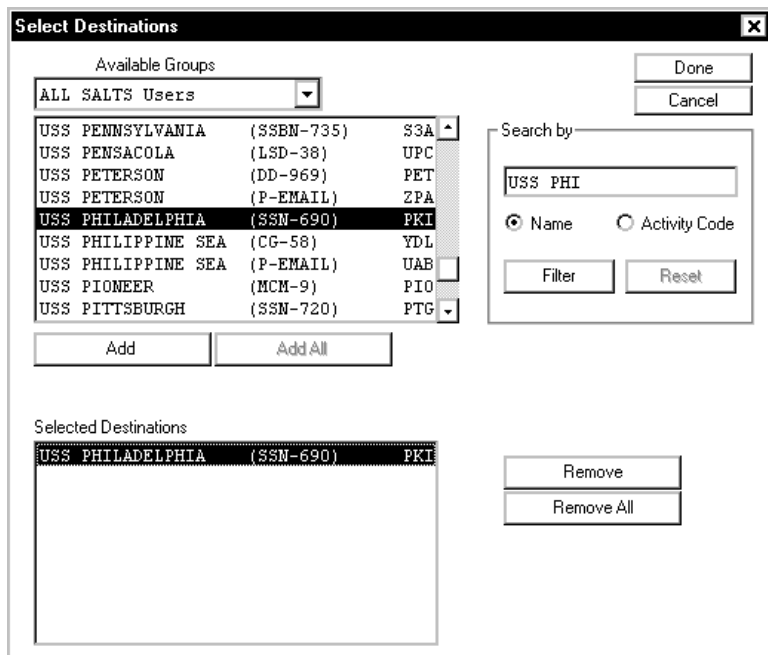 Select Destinations
Available Groups
ALL SALTS Users
USS PENNSYLVANIA (SSBN-735) S3A
USS PENSACOLA (LSD-38) UPC
USS PETERSON (DD-969) PET
USS PETERSON (P-EMAIL) ZPA
USS PHILADELPHIA (SSN-690) PKI
USS PHILIPPINE SEA (CG-58) YDL
USS PHILIPPINE SEA (P-EMAIL) UAB
USS PIONEER (MCM-9) PIO
USS PITTSBURGH (SSN-720) PTG
Add
Add All
Done
Cancel
Search by
USS PHI
Name
Activity Code
Filter
Reset
Selected Destinations
USS PHILADELPHIA (SSN-690) PKI
Remove
Remove All